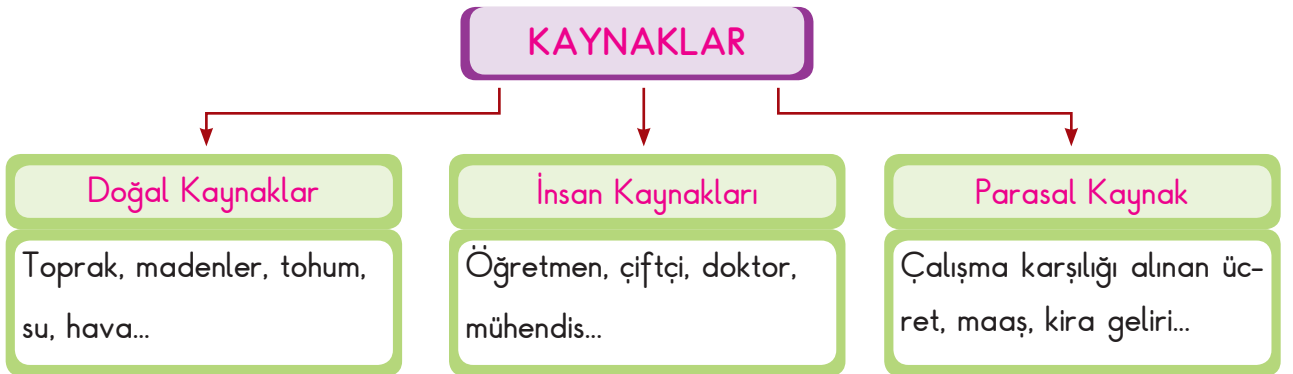 KAYNAKLAR
Doğal Kaynaklar
Toprak, madenler, tohum,
su, hava...
İnsan Kaynakları
Öğretmen, çiftçi, doktor,
mühendis...
Parasal Kaynak
Çalışma karşılığı alınan üc-
ret, maaş, kira geliri...